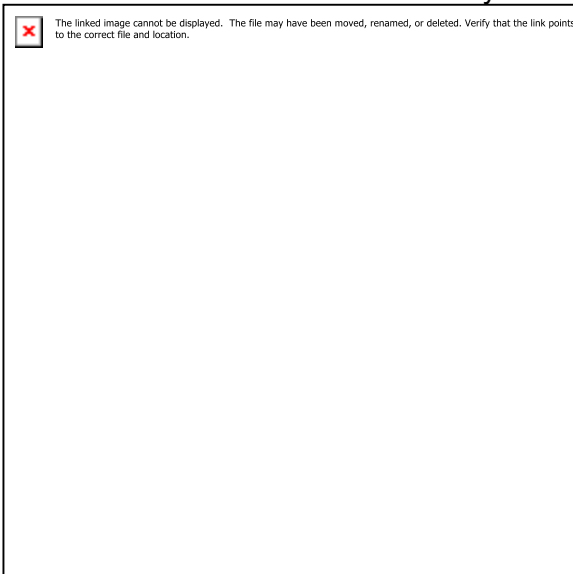 The linked image cannot be displayed.  The file may have been moved, renamed, or deleted. Verify that the link points
to the correct file and location.